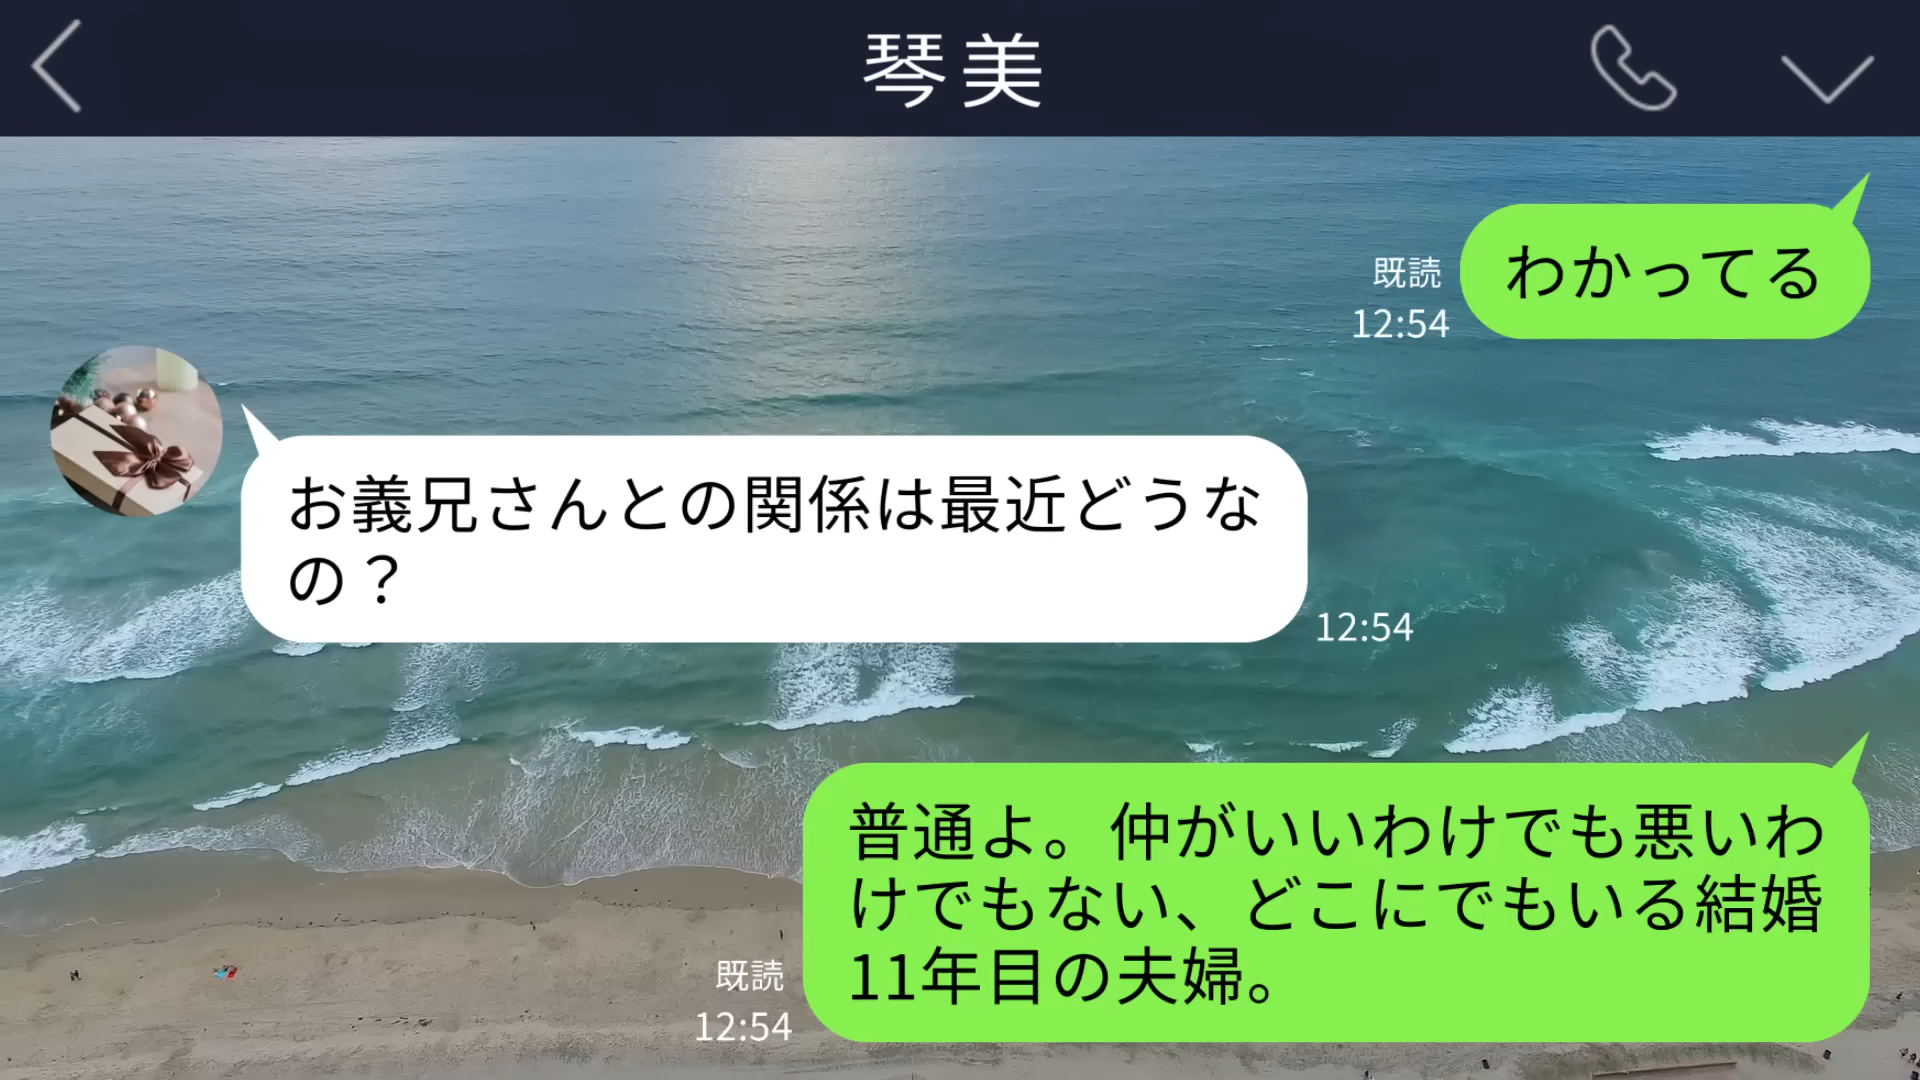 琴美
わかってる
既読
12:54
お義兄さんとの関係は最近どうな
の？
12:54
普通よ。仲がいいわけでも悪いわ
けでもない、どこにでもいる結婚
11年目の夫婦。
既読
12:54